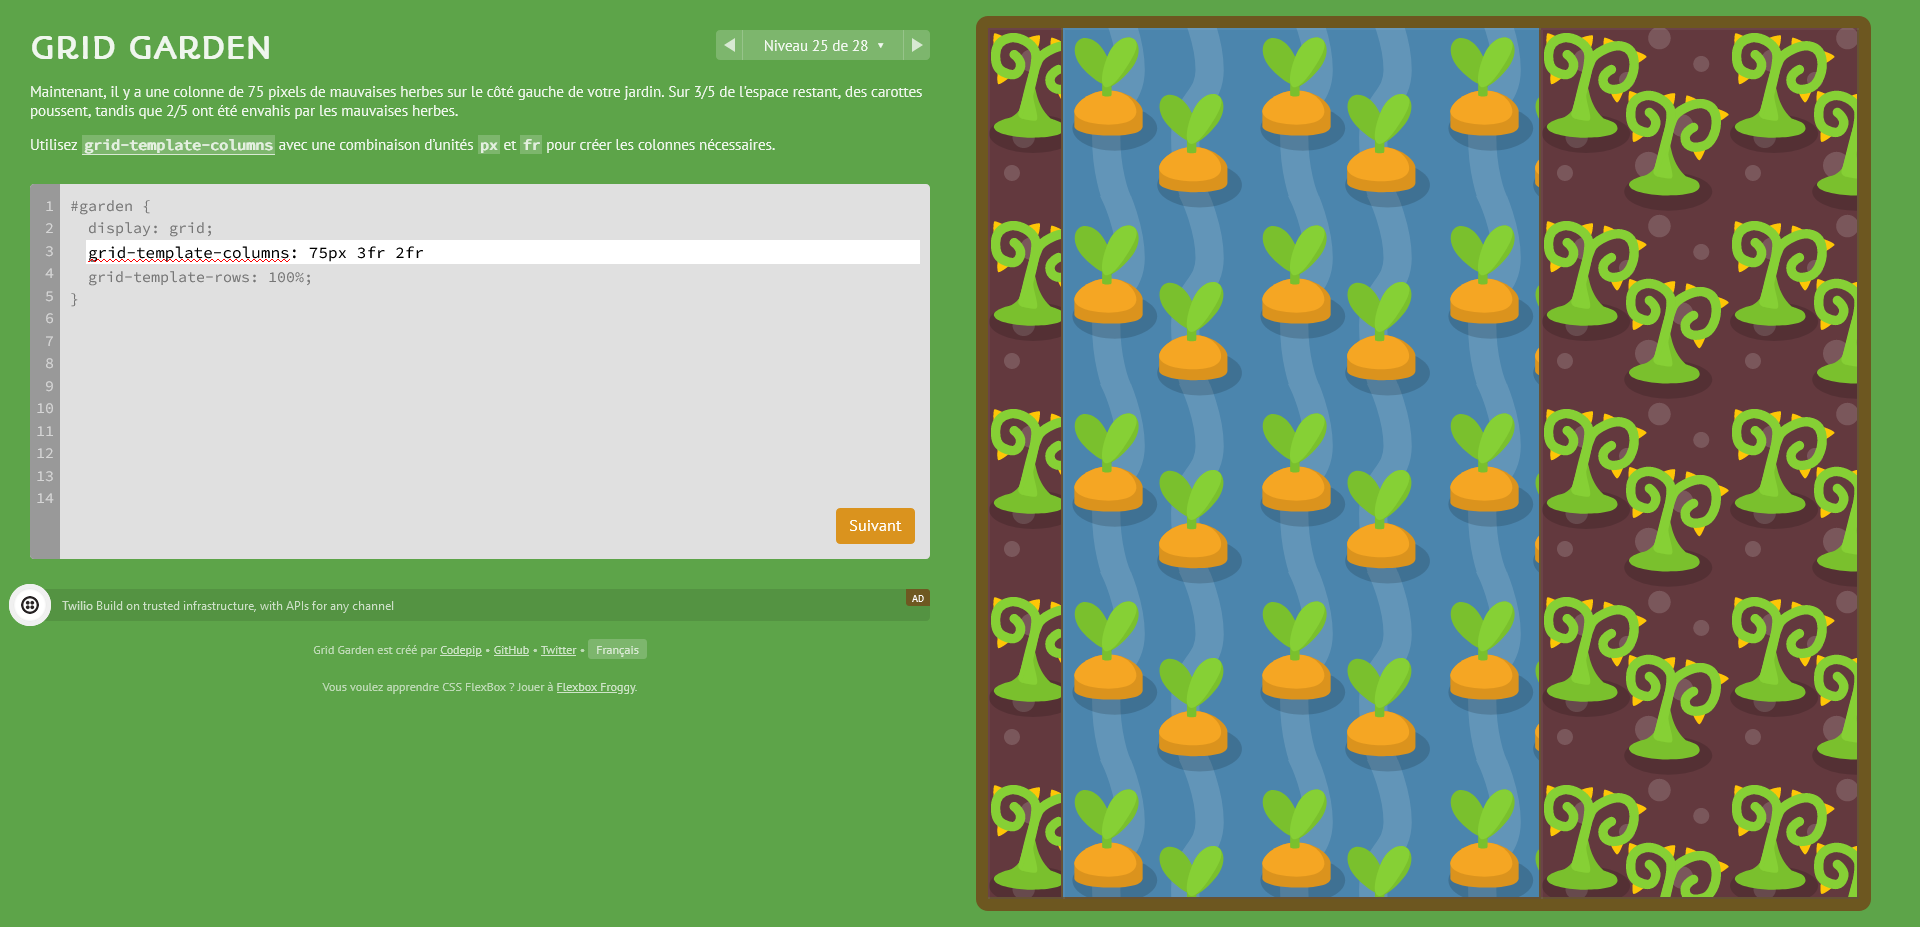 GRID GARDEN
Niveau 25 de 28 ▾
Maintenant, il y a une colonne de 75 pixels de mauvaises herbes sur le côté gauche de votre jardin. Sur 3/5 de l'espace restant, des carottes
poussent, tandis que 2/5 ont été envahis par les mauvaises herbes.
Utilisez grid-template-columns avec une combinaison d'unités px et fr pour créer les colonnes nécessaires.
1 #garden {
2 display: grid;
3 grid-template-columns: 75px 3fr 2fr
4 grid-template-rows: 100%;
5 }
6
7
8
9
10
11
12
13
14
Suivant
Twilio Build on trusted infrastructure, with APIs for any channel
AD
Grid Garden est créé par Codepip • GitHub • Twitter • Français
Vous voulez apprendre CSS FlexBox ? Jouer à Flexbox Froggy.